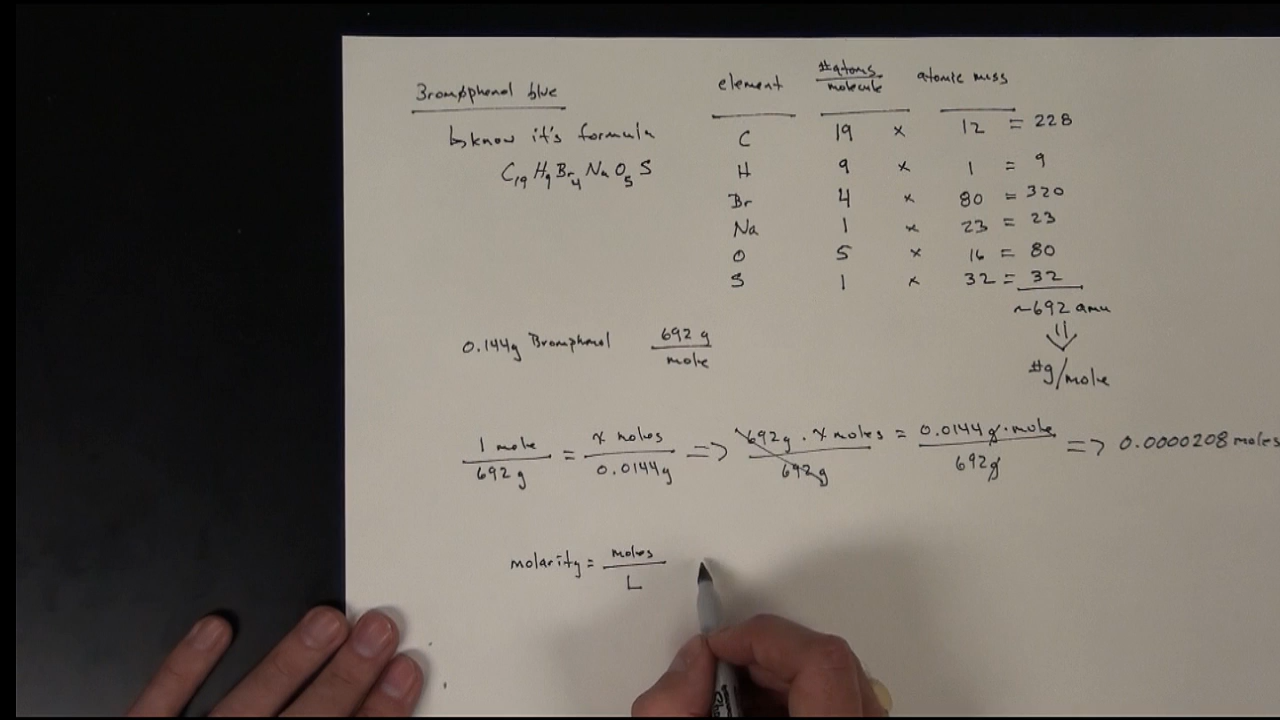 Bromophenol blue
↳ know it's formula
C19 H9 Br4 Na O5 S
element #atoms/molecule atomic mass
C 19 x 12 = 228
H 9 x 1 = 9
Br 4 x 80 = 320
Na 1 x 23 = 23
O 5 x 16 = 80
S 1 x 32 = 32
~692 amu
⇓
#g/mole
0.144g Bromphenol 692 g/mole
1 mole/692 g = x moles/0.0144g => 692g · x moles/692g = 0.0144 g·mole/692g => 0.0000208 moles
molarity = moles/L